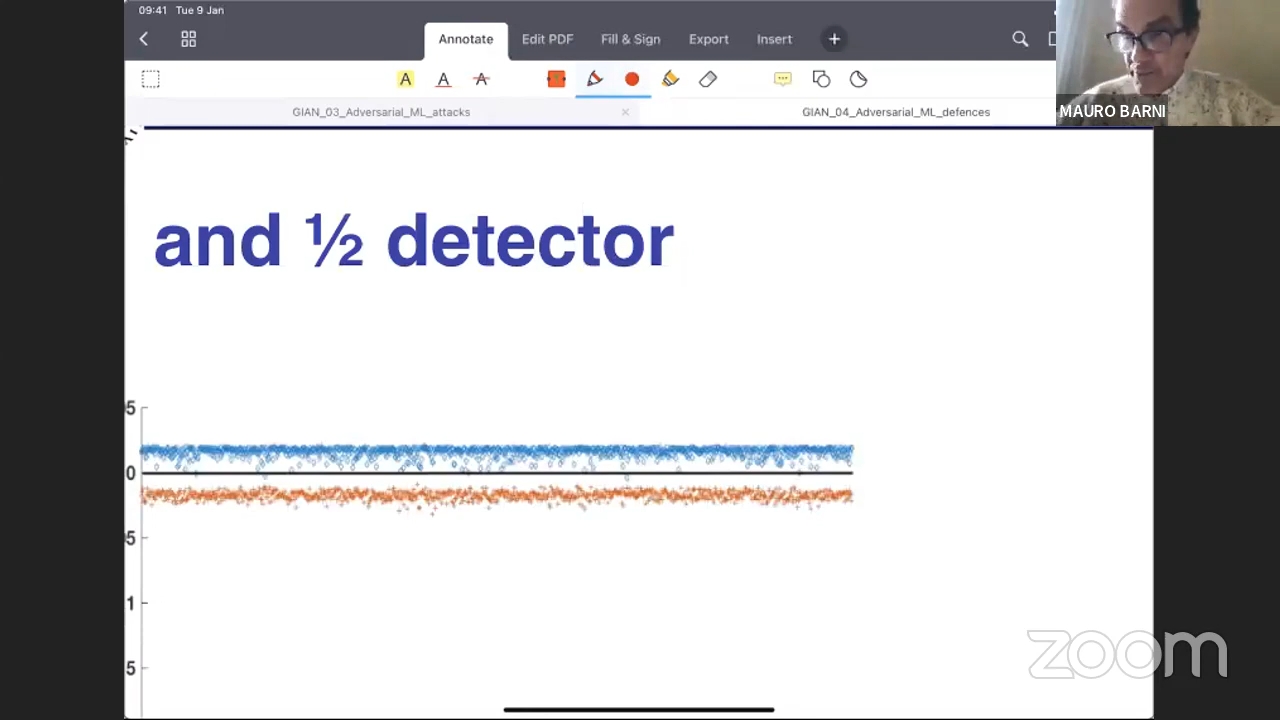 09:41 Tue 9 Jan
Annotate Edit PDF Fill & Sign Export Insert +
A A A
GIAN_03_Adversarial_ML_attacks × GIAN_04_Adversarial_ML_defences
MAURO BARNI
and ½ detector
5
0
5
1
5
zoom